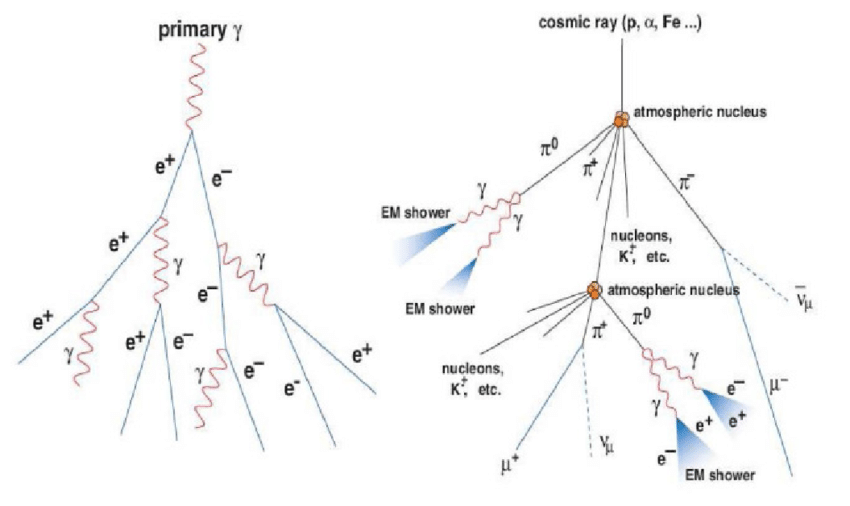 primary γ
e⁺
e⁻
e⁺
γ
γ
e⁻
e⁺
γ
e⁺
e⁻
γ
e⁻
e⁻
e⁺
cosmic ray (p, α, Fe ...)
atmospheric nucleus
π⁰
π⁺
π⁻
γ
γ
EM shower
EM shower
nucleons,
K±, etc.
atmospheric nucleus
ν̅μ
π⁺
π⁰
nucleons,
K±, etc.
γ
γ
e⁻
e⁺
e⁺
e⁻
μ⁻
νμ
μ⁺
EM shower